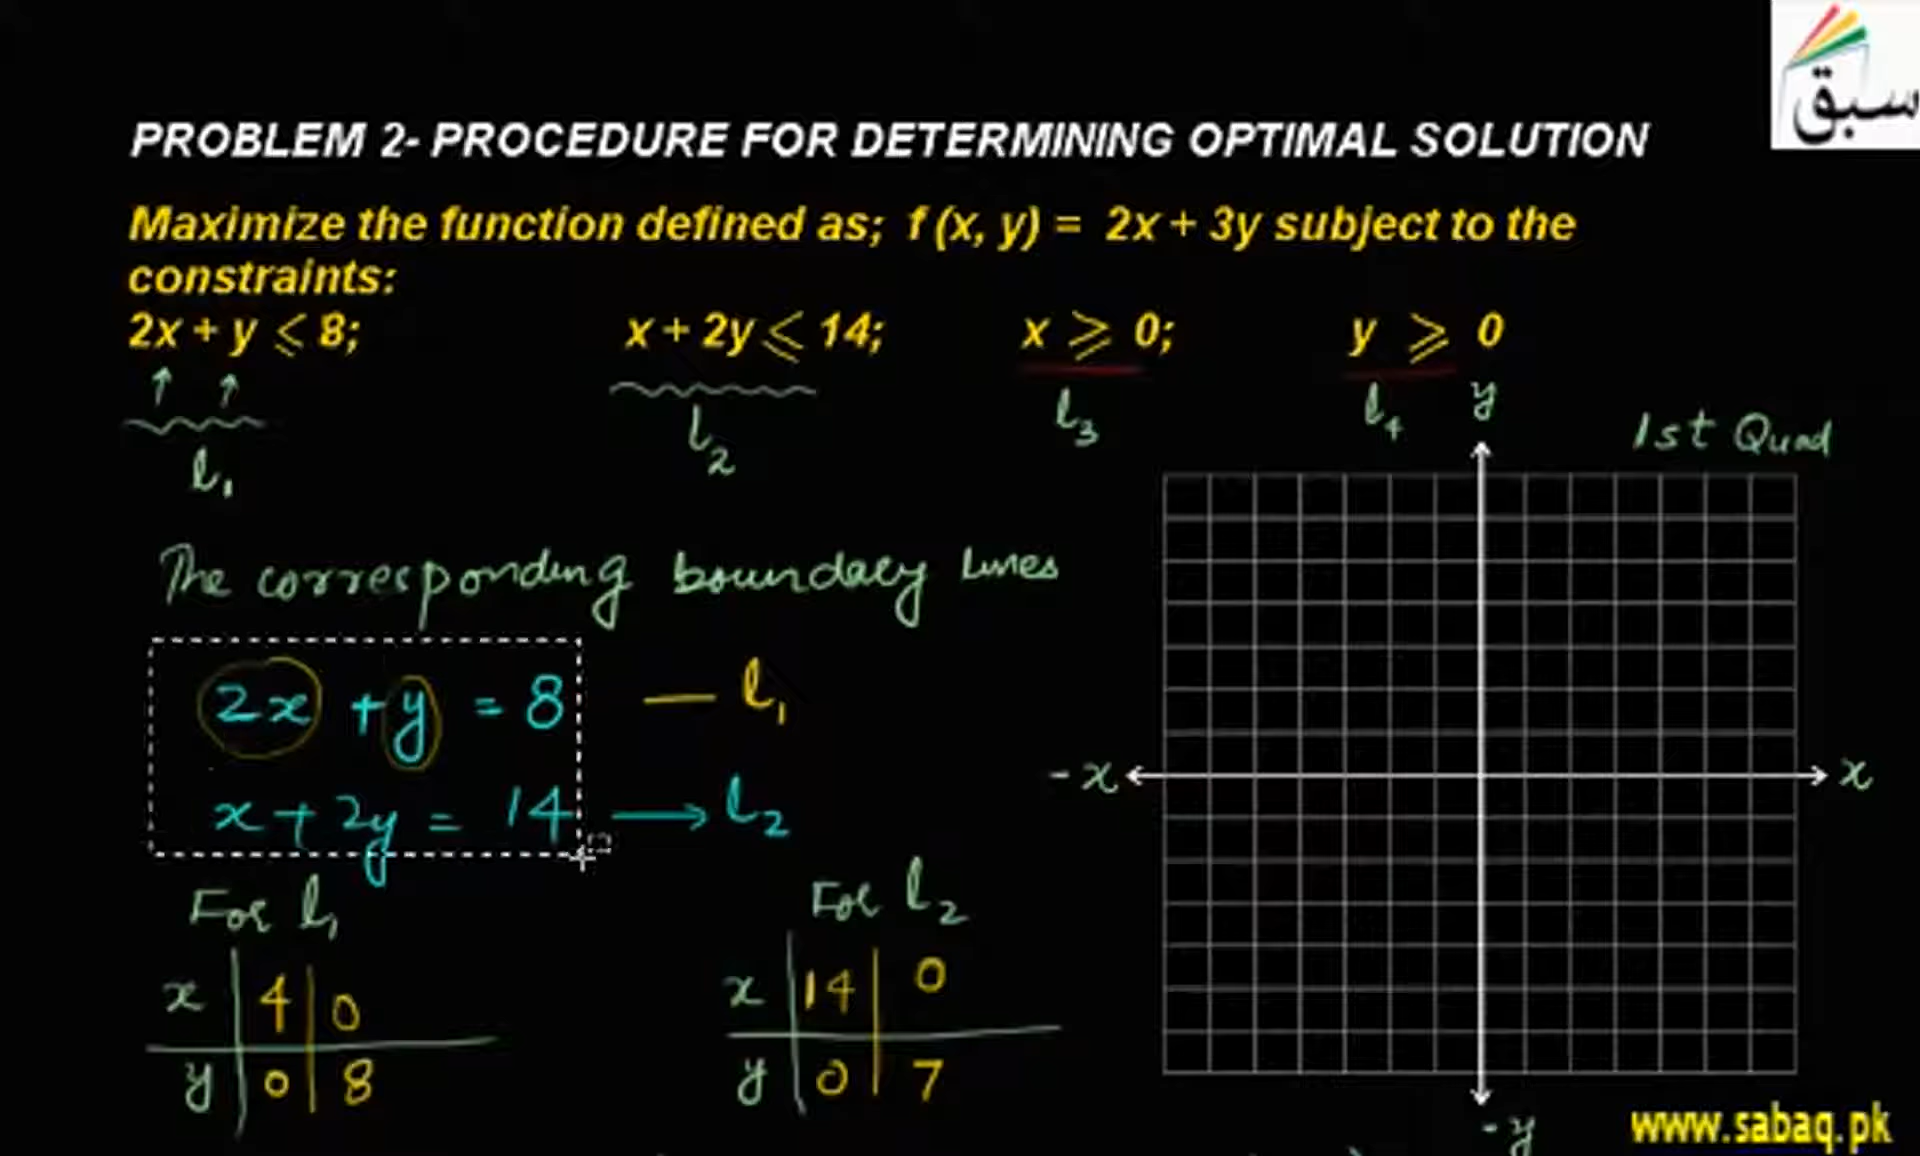 سبق
PROBLEM 2- PROCEDURE FOR DETERMINING OPTIMAL SOLUTION
Maximize the function defined as; f (x, y) = 2x + 3y subject to the
constraints:
2x + y ⩽ 8; x + 2y ⩽ 14; x ⩾ 0; y ⩾ 0
l₁ l₂ l₃ l₄
y
1st Quad
The corresponding boundary lines
2x + y = 8 — l₁
x + 2y = 14 → l₂
-x x
For l₁ For l₂
x 4 0 x 14 0
y 0 8 y 0 7
-y
www.sabaq.pk